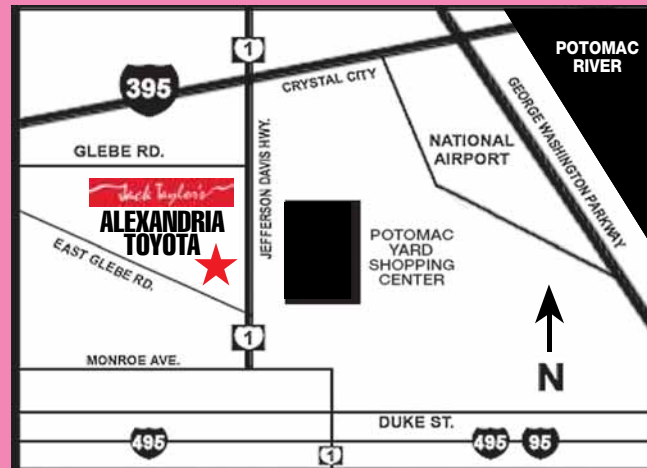 1
POTOMAC
RIVER
395
CRYSTAL CITY
GEORGE WASHINGTON PARKWAY
NATIONAL
AIRPORT
GLEBE RD.
JEFFERSON DAVIS HWY.
Jack Taylor's
ALEXANDRIA
TOYOTA
EAST GLEBE RD.
POTOMAC
YARD
SHOPPING
CENTER
1
MONROE AVE.
N
DUKE ST.
495
1
495
95